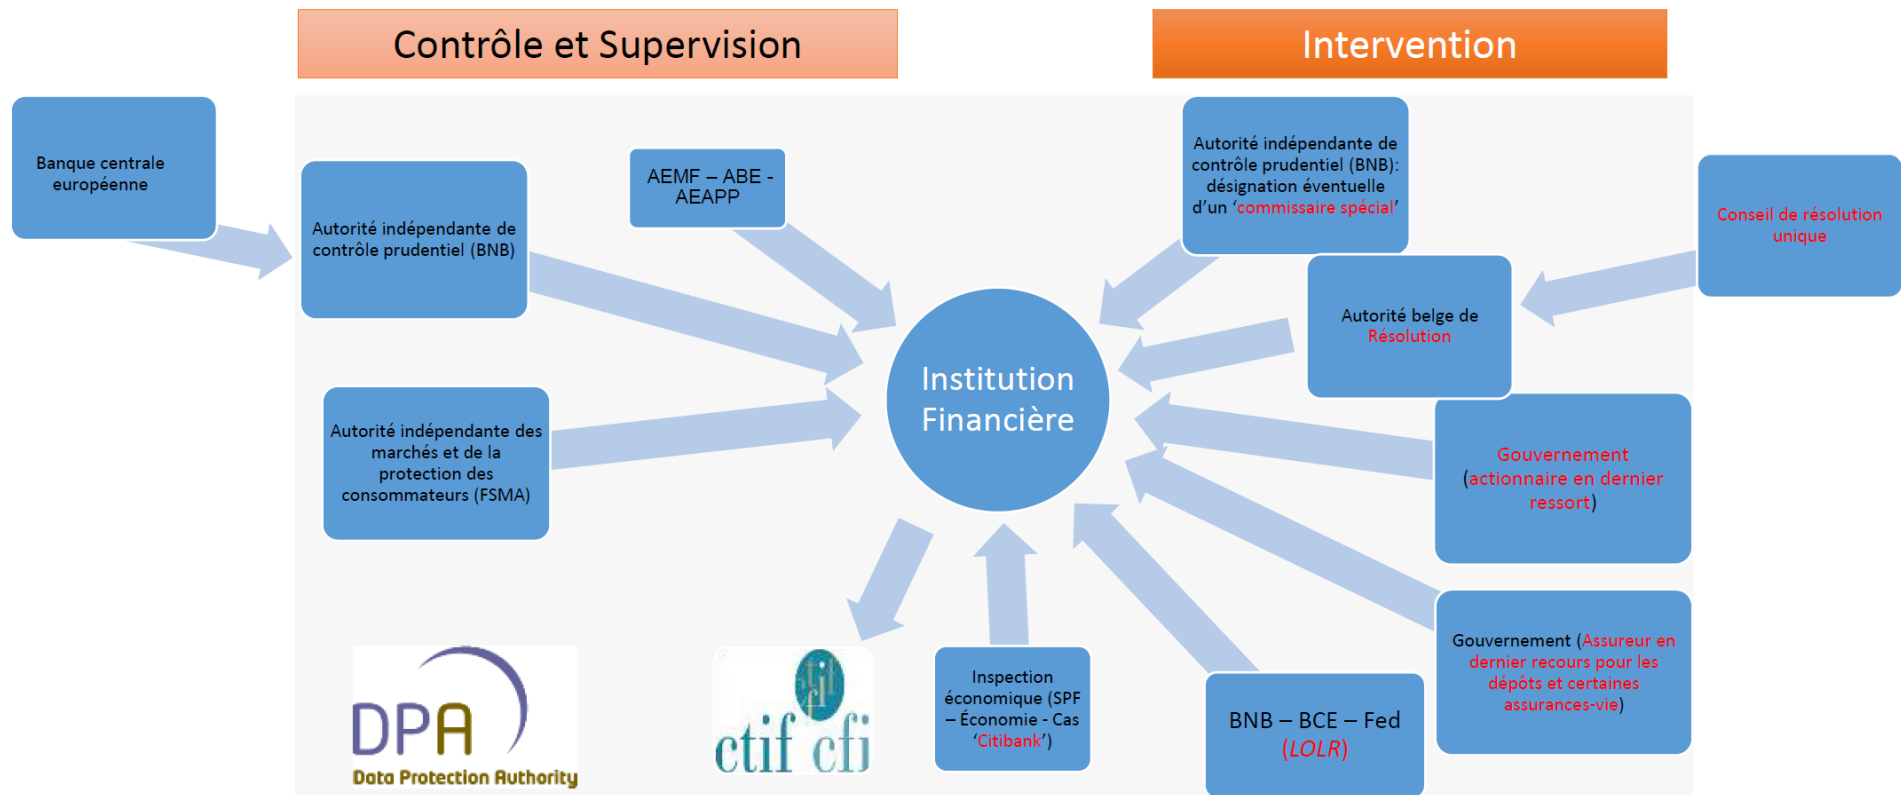 Contrôle et Supervision
Intervention
Banque centrale
européenne
Autorité indépendante de
contrôle prudentiel (BNB)
AEMF – ABE -
AEAPP
Autorité indépendante de
contrôle prudentiel (BNB):
désignation éventuelle
d’un ‘commissaire spécial’
Conseil de résolution
unique
Autorité belge de
Résolution
Institution
Financière
Autorité indépendante des
marchés et de la
protection des
consommateurs (FSMA)
Gouvernement
(actionnaire en dernier
ressort)
Gouvernement (Assureur en
dernier recours pour les
dépôts et certaines
assurances-vie)
BNB – BCE – Fed
(LOLR)
Inspection
économique (SPF
– Économie - Cas
‘Citibank’)
ctif cfi
DPA
Data Protection Authority